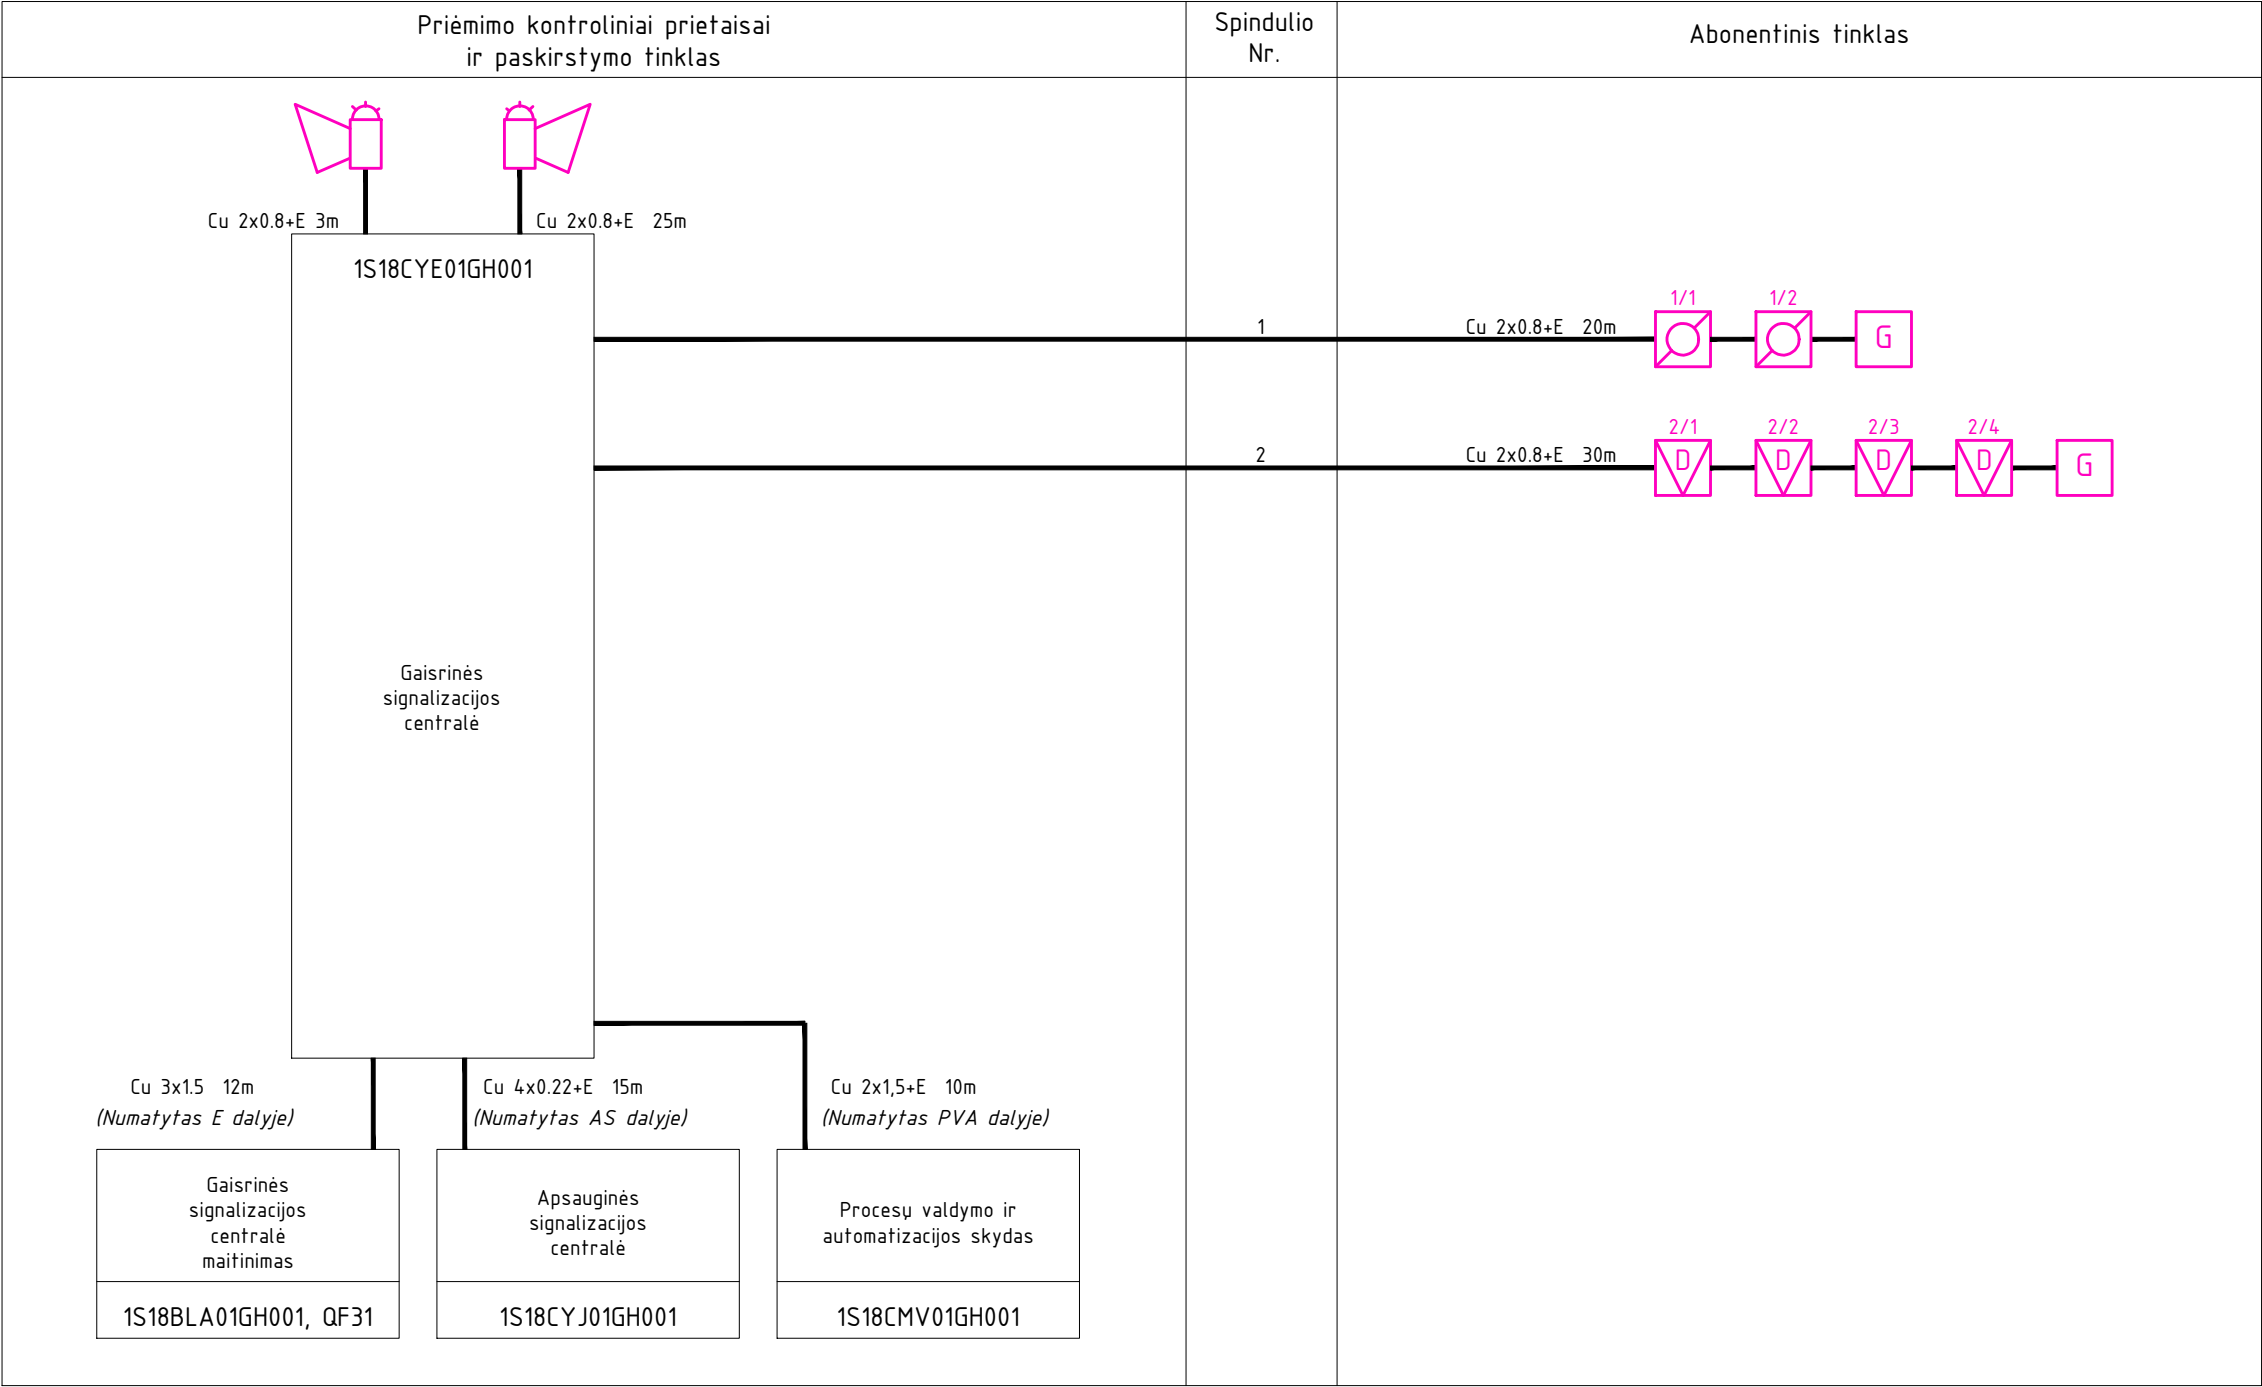 Priėmimo kontroliniai prietaisai
ir paskirstymo tinklas
Spindulio
Nr.
Abonentinis tinklas
Cu 2x0.8+E 3m
Cu 2x0.8+E 25m
1S18CYE01GH001
1/1
1/2
1
Cu 2x0.8+E 20m
G
2/1
2/2
2/3
2/4
2
Cu 2x0.8+E 30m
D
D
D
D
G
Gaisrinės
signalizacijos
centralė
Cu 3x1.5 12m
(Numatytas E dalyje)
Cu 4x0.22+E 15m
(Numatytas AS dalyje)
Cu 2x1,5+E 10m
(Numatytas PVA dalyje)
Gaisrinės
signalizacijos
centralė
maitinimas
1S18BLA01GH001, QF31
Apsauginės
signalizacijos
centralė
1S18CYJ01GH001
Procesų valdymo ir
automatizacijos skydas
1S18CMV01GH001